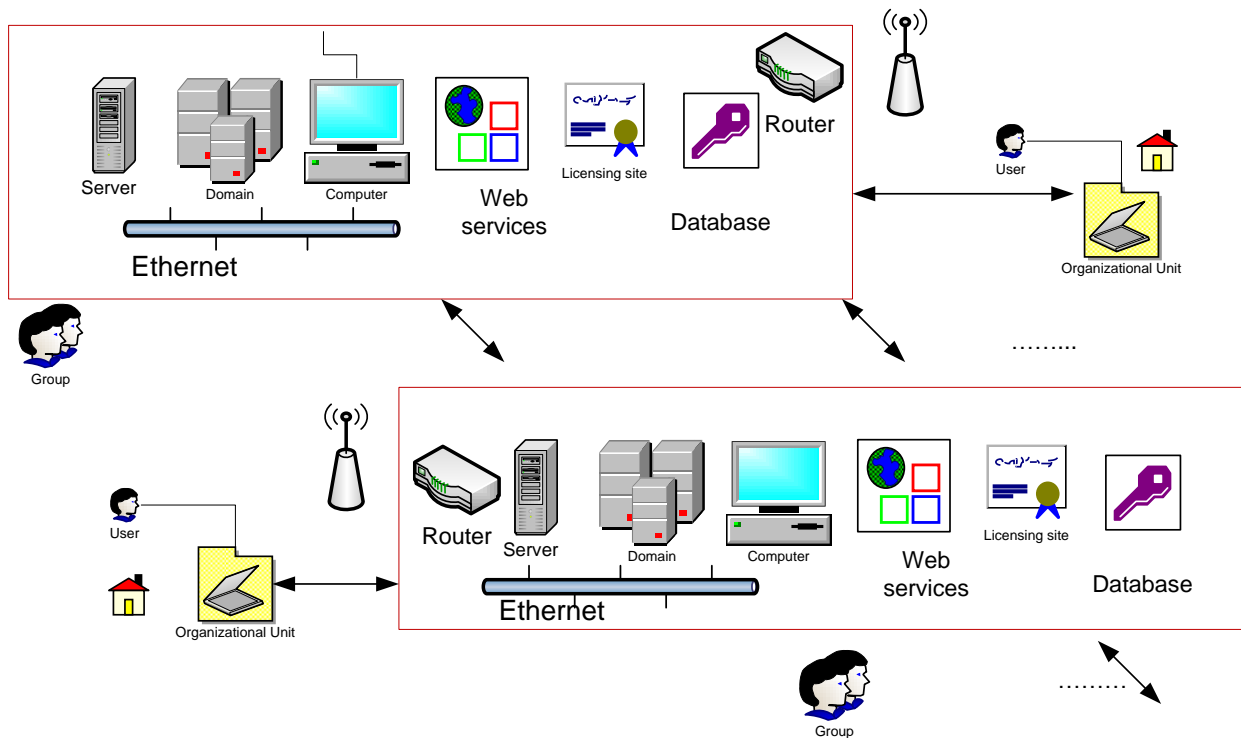 Router
Server
Domain
Computer
Licensing site
Web
services
Database
Ethernet
User
Organizational Unit
Group
……...
User
Organizational Unit
Router
Server
Domain
Computer
Web
services
Licensing site
Database
Ethernet
Group
………